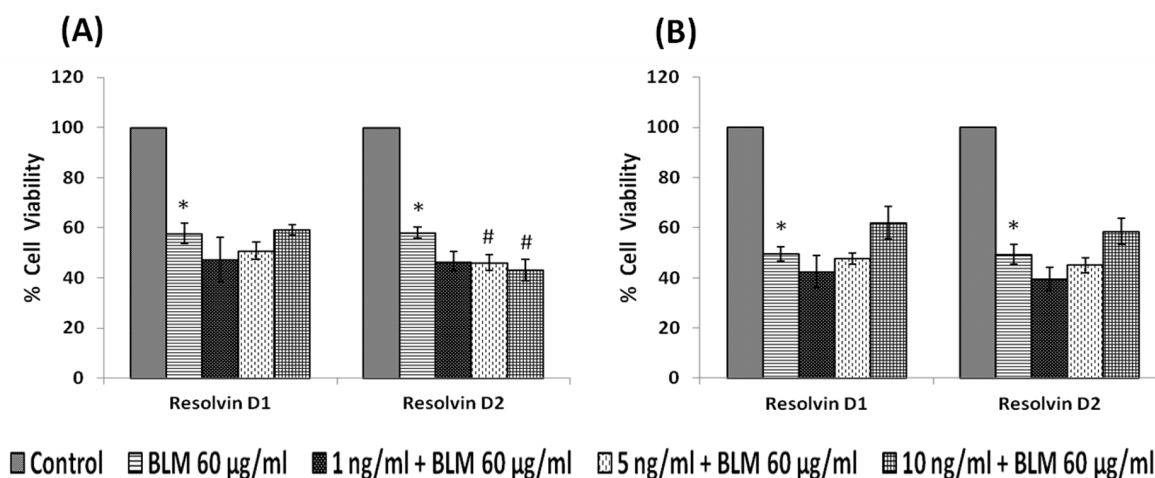 (A)
% Cell Viability
120
100
80
60
40
20
0
*
*
#
#
Resolvin D1
Resolvin D2
(B)
% Cell Viability
120
100
80
60
40
20
0
*
*
Resolvin D1
Resolvin D2
Control BLM 60 µg/ml 1 ng/ml + BLM 60 µg/ml 5 ng/ml + BLM 60 µg/ml 10 ng/ml + BLM 60 µg/ml